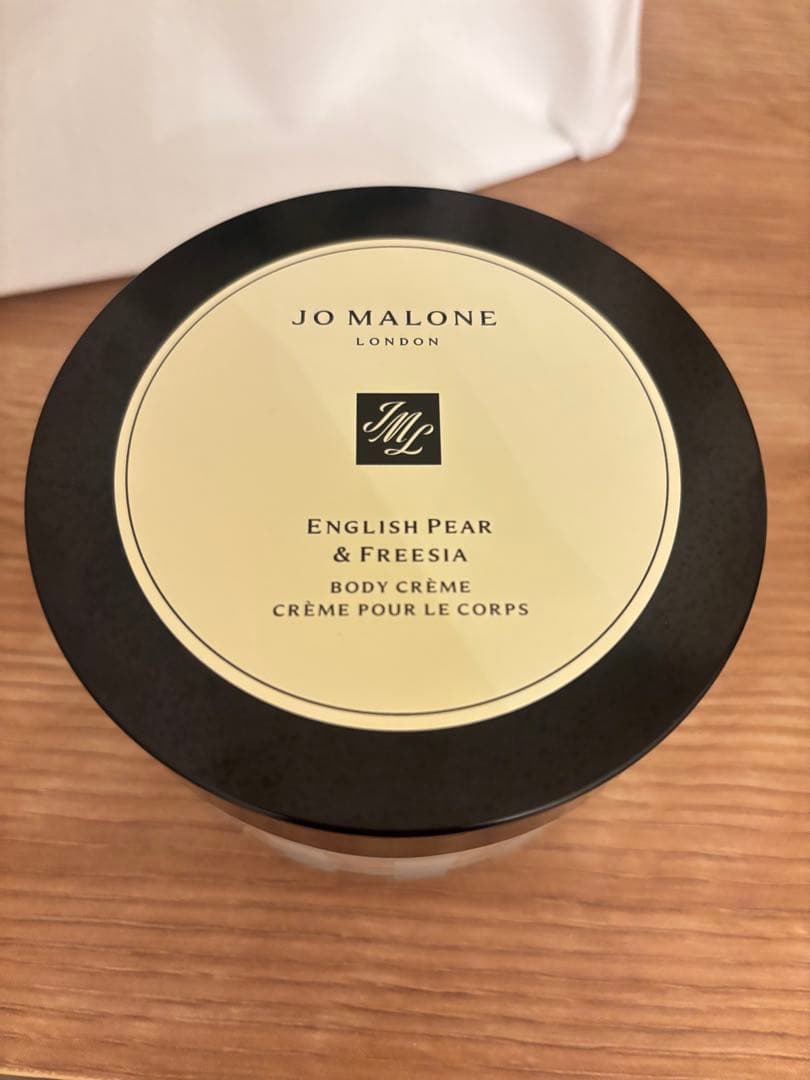 JO MALONE
LONDON
JML
ENGLISH PEAR
& FREESIA
BODY CRÈME
CRÈME POUR LE CORPS